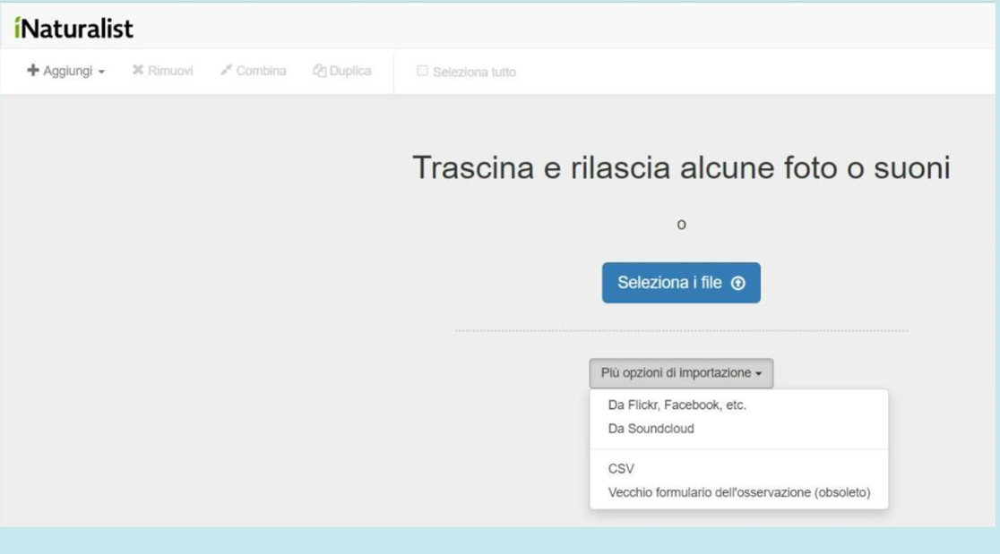 iNaturalist
Aggiungi Rimuovi Combina Duplica Seleziona tutto
Trascina e rilascia alcune foto o suoni
o
Seleziona i file
Più opzioni di importazione
Da Flickr, Facebook, etc.
Da Soundcloud
CSV
Vecchio formulario dell'osservazione (obsoleto)